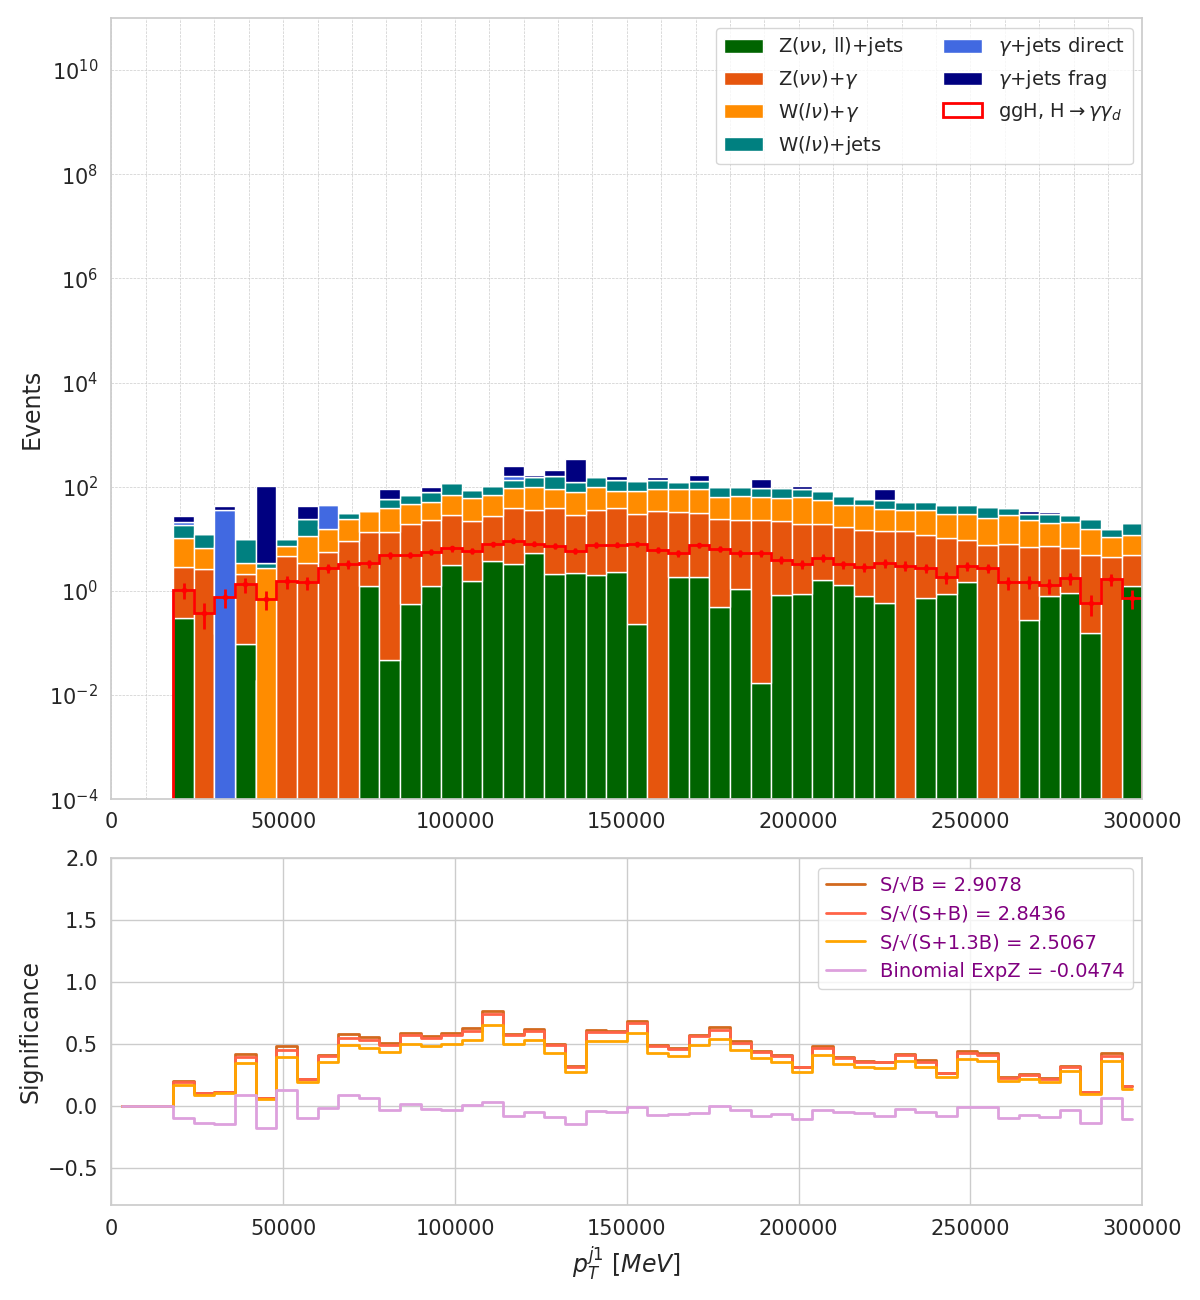 Z(νν, ll)+jets
Z(νν)+γ
W(lν)+γ
W(lν)+jets
γ+jets direct
γ+jets frag
ggH, H→γγ_d
Events
10^10
10^8
10^6
10^4
10^2
10^0
10^−2
10^−4
0 50000 100000 150000 200000 250000 300000
S/√B = 2.9078
S/√(S+B) = 2.8436
S/√(S+1.3B) = 2.5067
Binomial ExpZ = -0.0474
Significance
2.0
1.5
1.0
0.5
0.0
−0.5
0 50000 100000 150000 200000 250000 300000
p_T^{j1} [MeV]